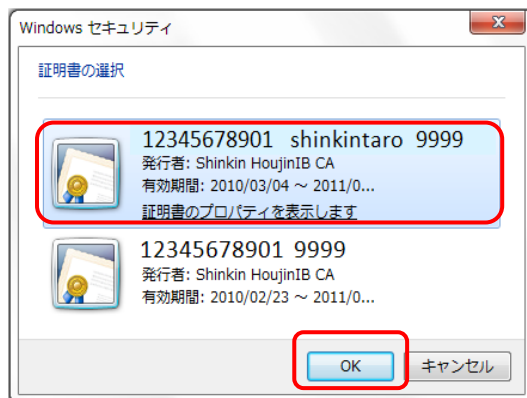 Windows セキュリティ
証明書の選択
12345678901 shinkintaro 9999
発行者: Shinkin HoujinIB CA
有効期間: 2010/03/04 ～ 2011/0...
証明書のプロパティを表示します
12345678901 9999
発行者: Shinkin HoujinIB CA
有効期間: 2010/02/23 ～ 2011/0...
OK キャンセル